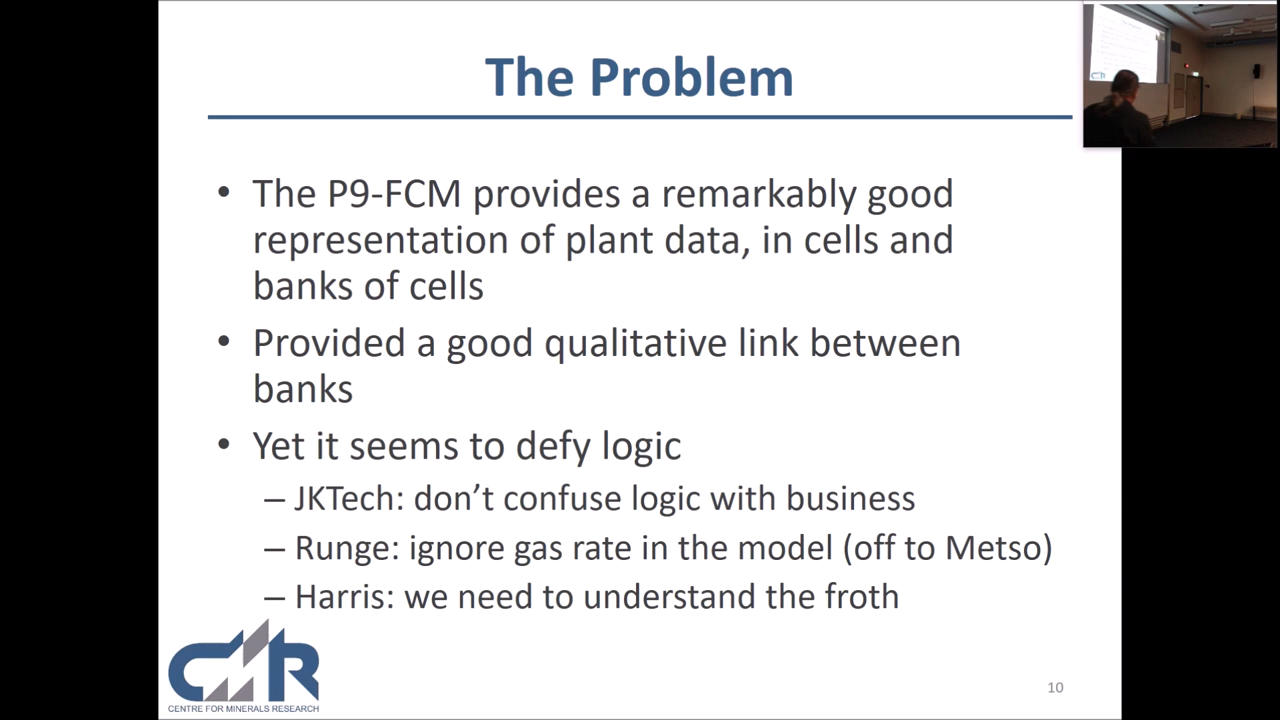 The Problem
• The P9-FCM provides a remarkably good
representation of plant data, in cells and
banks of cells
• Provided a good qualitative link between
banks
• Yet it seems to defy logic
– JKTech: don’t confuse logic with business
– Runge: ignore gas rate in the model (off to Metso)
– Harris: we need to understand the froth
CMR
CENTRE FOR MINERALS RESEARCH
10